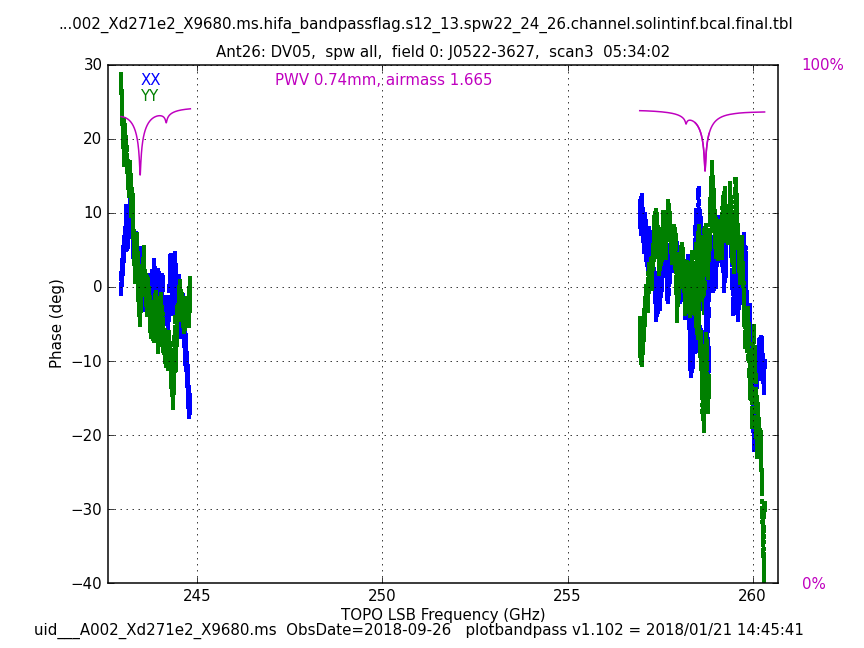 ...002_Xd271e2_X9680.ms.hifa_bandpassflag.s12_13.spw22_24_26.channel.solintinf.bcal.final.tbl
Ant26: DV05,  spw all,  field 0: J0522-3627,  scan3  05:34:02
30
100%
XX
PWV 0.74mm, airmass 1.665
YY
20
10
0
−10
−20
−30
−40
0%
Phase (deg)
245
250
255
260
TOPO LSB Frequency (GHz)
uid___A002_Xd271e2_X9680.ms  ObsDate=2018-09-26   plotbandpass v1.102 = 2018/01/21 14:45:41